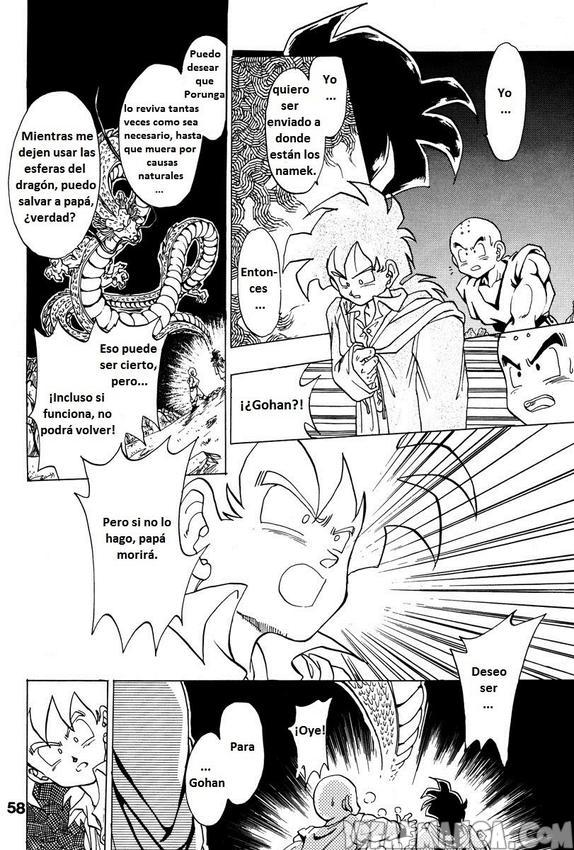 Yo
...
Yo
...
quiero
ser
enviado a
donde
están los
namek.
Enton-
ces
...
¡¿Gohan?!
Puedo
desear
que
Porunga
lo reviva tantas
veces como sea
necesario, hasta
que muera por
causas
naturales
...
Mientras me
dejen usar las
esferas del
dragón, puedo
salvar a papá,
¿verdad?
Eso puede
ser cierto,
pero...
¡Incluso si
funciona, no
podrá volver!
Pero si no lo
hago, papá
morirá.
Deseo
ser
...
¡Oye!
Para
...
Gohan
58